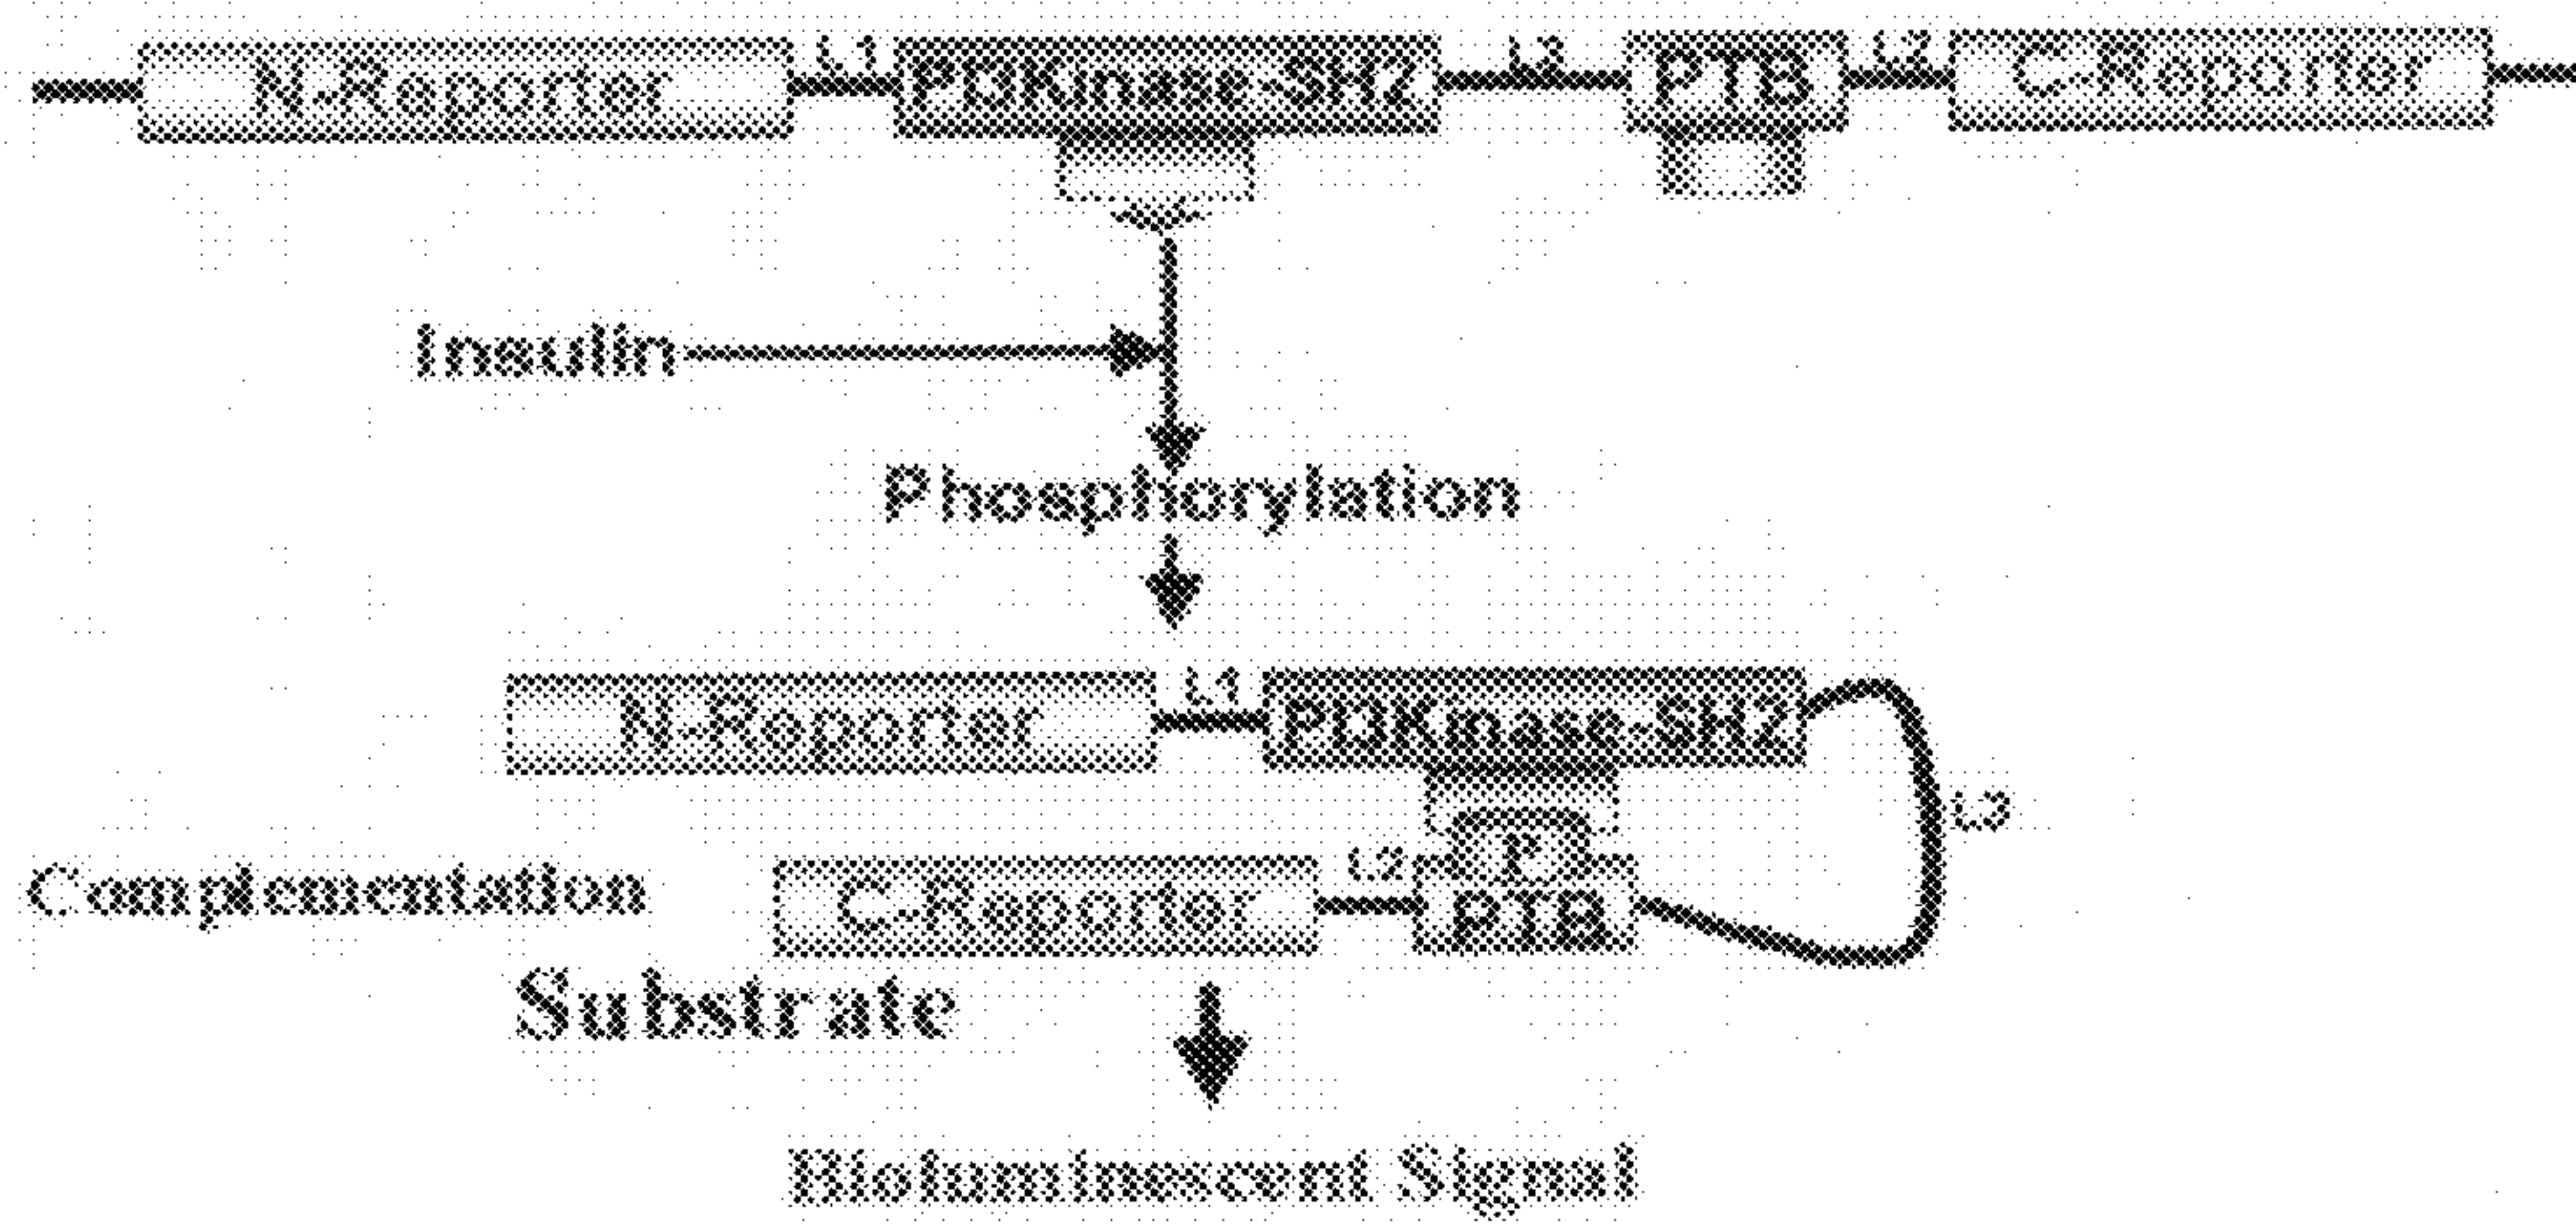 N-Reporter L1 PI3Kinase-SH2 L3 PTB L2 C-Reporter
Insulin
Phosphorylation
N-Reporter L1 PI3Kinase-SH2
L3
P
Complementation C-Reporter L2 PTB
Substrate
Bioluminescent Signal